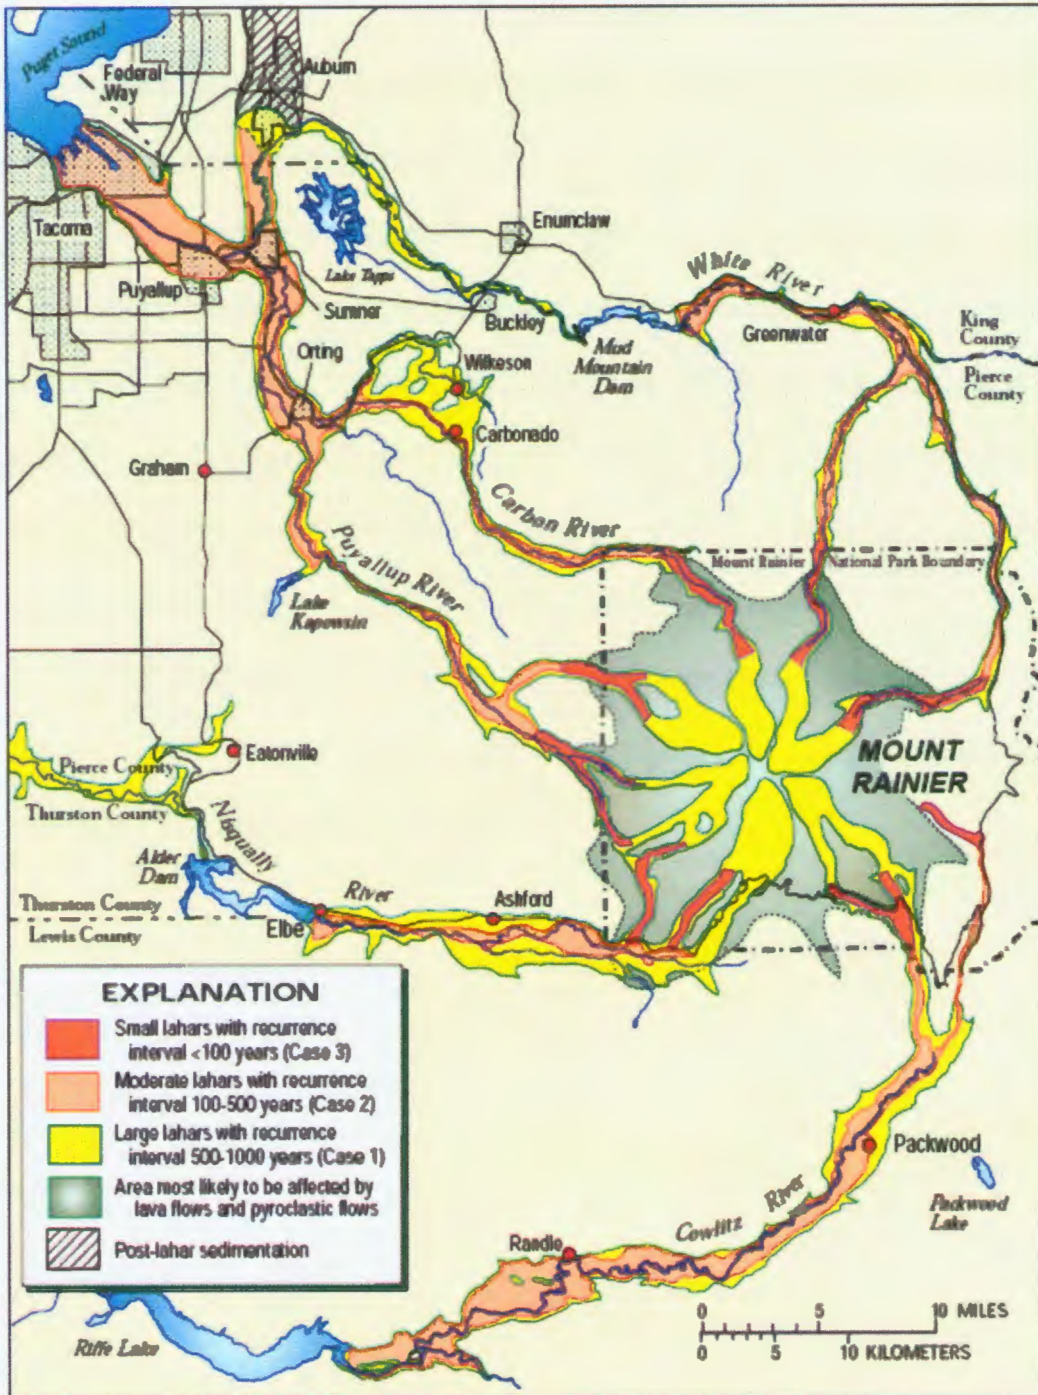 Puget Sound
Federal
Way
Auburn
Tacoma
Enumclaw
Puyallup
Lake Tapps
Sumner
Buckley
White River
Greenwater
King
County
Pierce
County
Orting
Wilkeson
Mud
Mountain
Dam
Carbonado
Graham
Carbon River
Puyallup River
Mount Rainier
National Park Boundary
Lake
Kapowsin
Eatonville
Pierce County
Thurston County
MOUNT
RAINIER
Nisqually
River
Alder
Dam
Thurston County
Lewis County
Elbe
Ashford
EXPLANATION
Small lahars with recurrence
interval <100 years (Case 3)
Moderate lahars with recurrence
interval 100-500 years (Case 2)
Large lahars with recurrence
interval 500-1000 years (Case 1)
Area most likely to be affected by
lava flows and pyroclastic flows
Post-lahar sedimentation
Packwood
Packwood
Lake
Cowlitz River
Randle
Riffe Lake
0 5 10 MILES
0 5 10 KILOMETERS